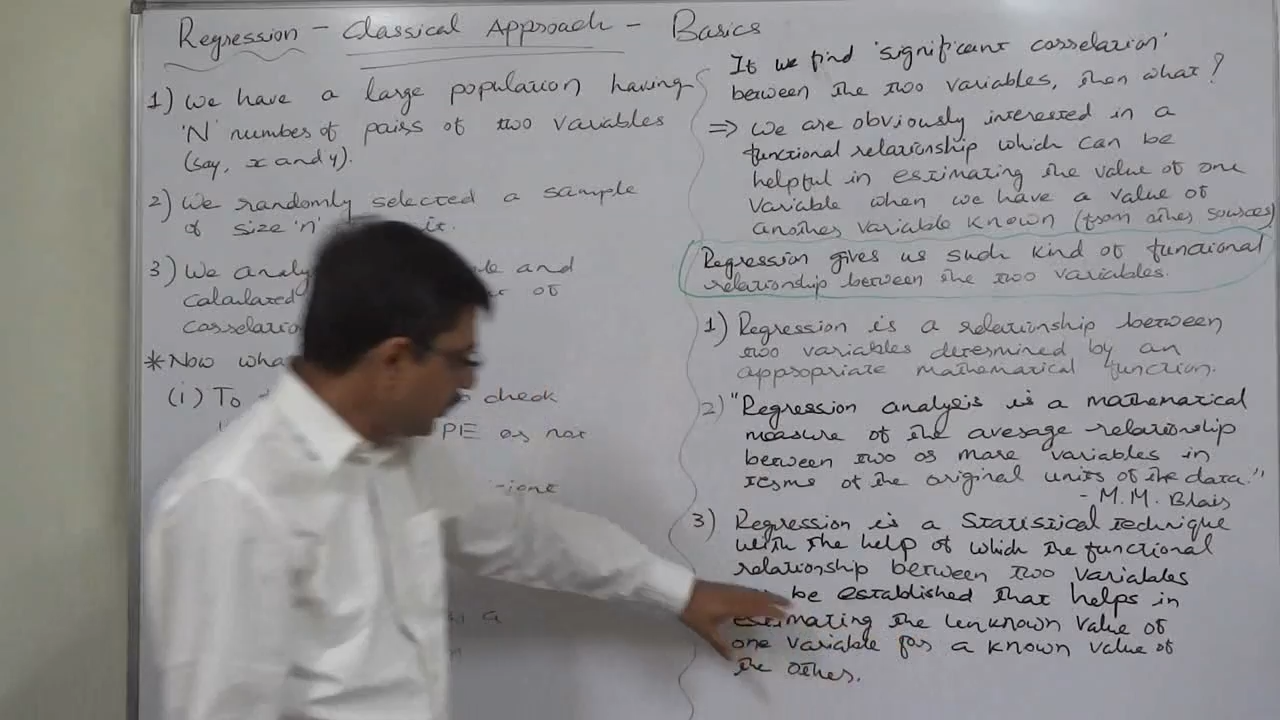 Regression - Classical Approach - Basics
1) We have a large population having
'N' number of pairs of two variables
(say, x and y).
2) We randomly selected a sample
of size 'n' it.
3) We and
calculated of
* Now
(i) To check
PE or not
a
If we find 'significant correlation'
between the two variables, then what?
⇒ We are obviously interested in a
functional relationship which can be
helpful in estimating the value of one
variable when we have a value of
another variable known (from other sources)
Regression gives us such kind of functional
relationship between the two variables.
1) Regression is a relationship between
two variables determined by an
appropriate mathematical function.
2) "Regression analysis is a mathematical
measure of the average relationship
between two or more variables in
terms of the original units of the data."
- M.M. Blair
3) Regression is a statistical technique
with the help of which the functional
relationship between two variables
be established that helps in
estimating the unknown value of
one variable for a known value of
the other.